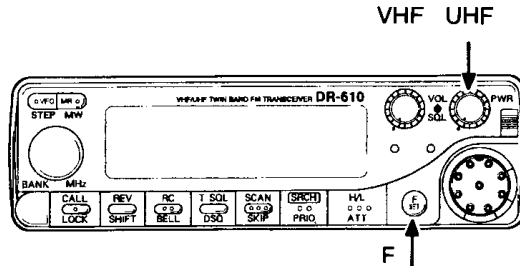 VHF UHF
VHF/UHF TWIN BAND FM TRANSCEIVER DR-610
VFO MR VOL PWR
STEP MW SQL
BANK MHz
CALL REV RC T SQL SCAN SRCH H/L F
LOCK SHIFT BELL DSQ SKIP PRIO ATT SET
F